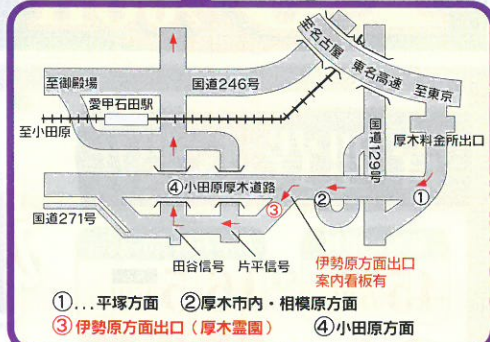 至名古屋
東名高速
至東京
至御殿場
国道246号
愛甲石田駅
至小田原
国道129号
厚木料金所出口
④小田原厚木道路
③
②
①
国道271号
田谷信号
片平信号
伊勢原方面出口
案内看板有
①…平塚方面 ②厚木市内・相模原方面
③伊勢原方面出口(厚木霊園) ④小田原方面